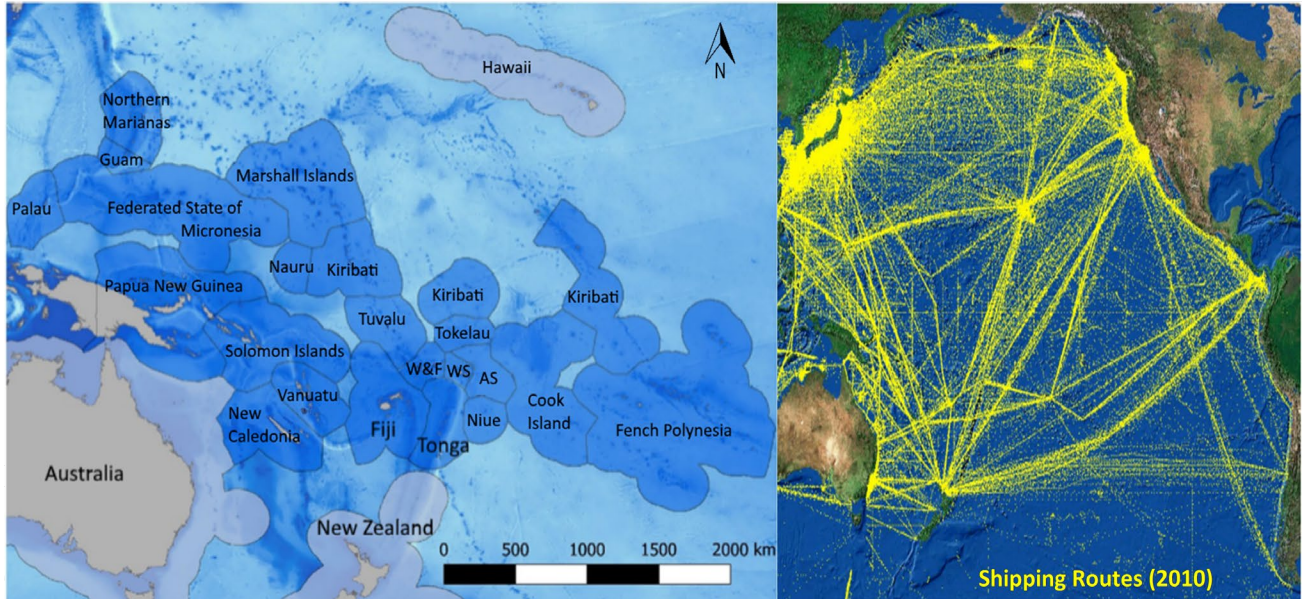 N
Hawaii
Northern
Marianas
Guam
Marshall Islands
Palau
Federated State of
Micronesia
Nauru
Kiribati
Papua New Guinea
Kiribati
Kiribati
Tuvalu
Tokelau
Solomon Islands
W&F
WS
AS
Vanuatu
New
Caledonia
Fiji
Tonga
Niue
Cook
Island
Fench Polynesia
Australia
New Zealand
0 500 1000 1500 2000 km
Shipping Routes (2010)